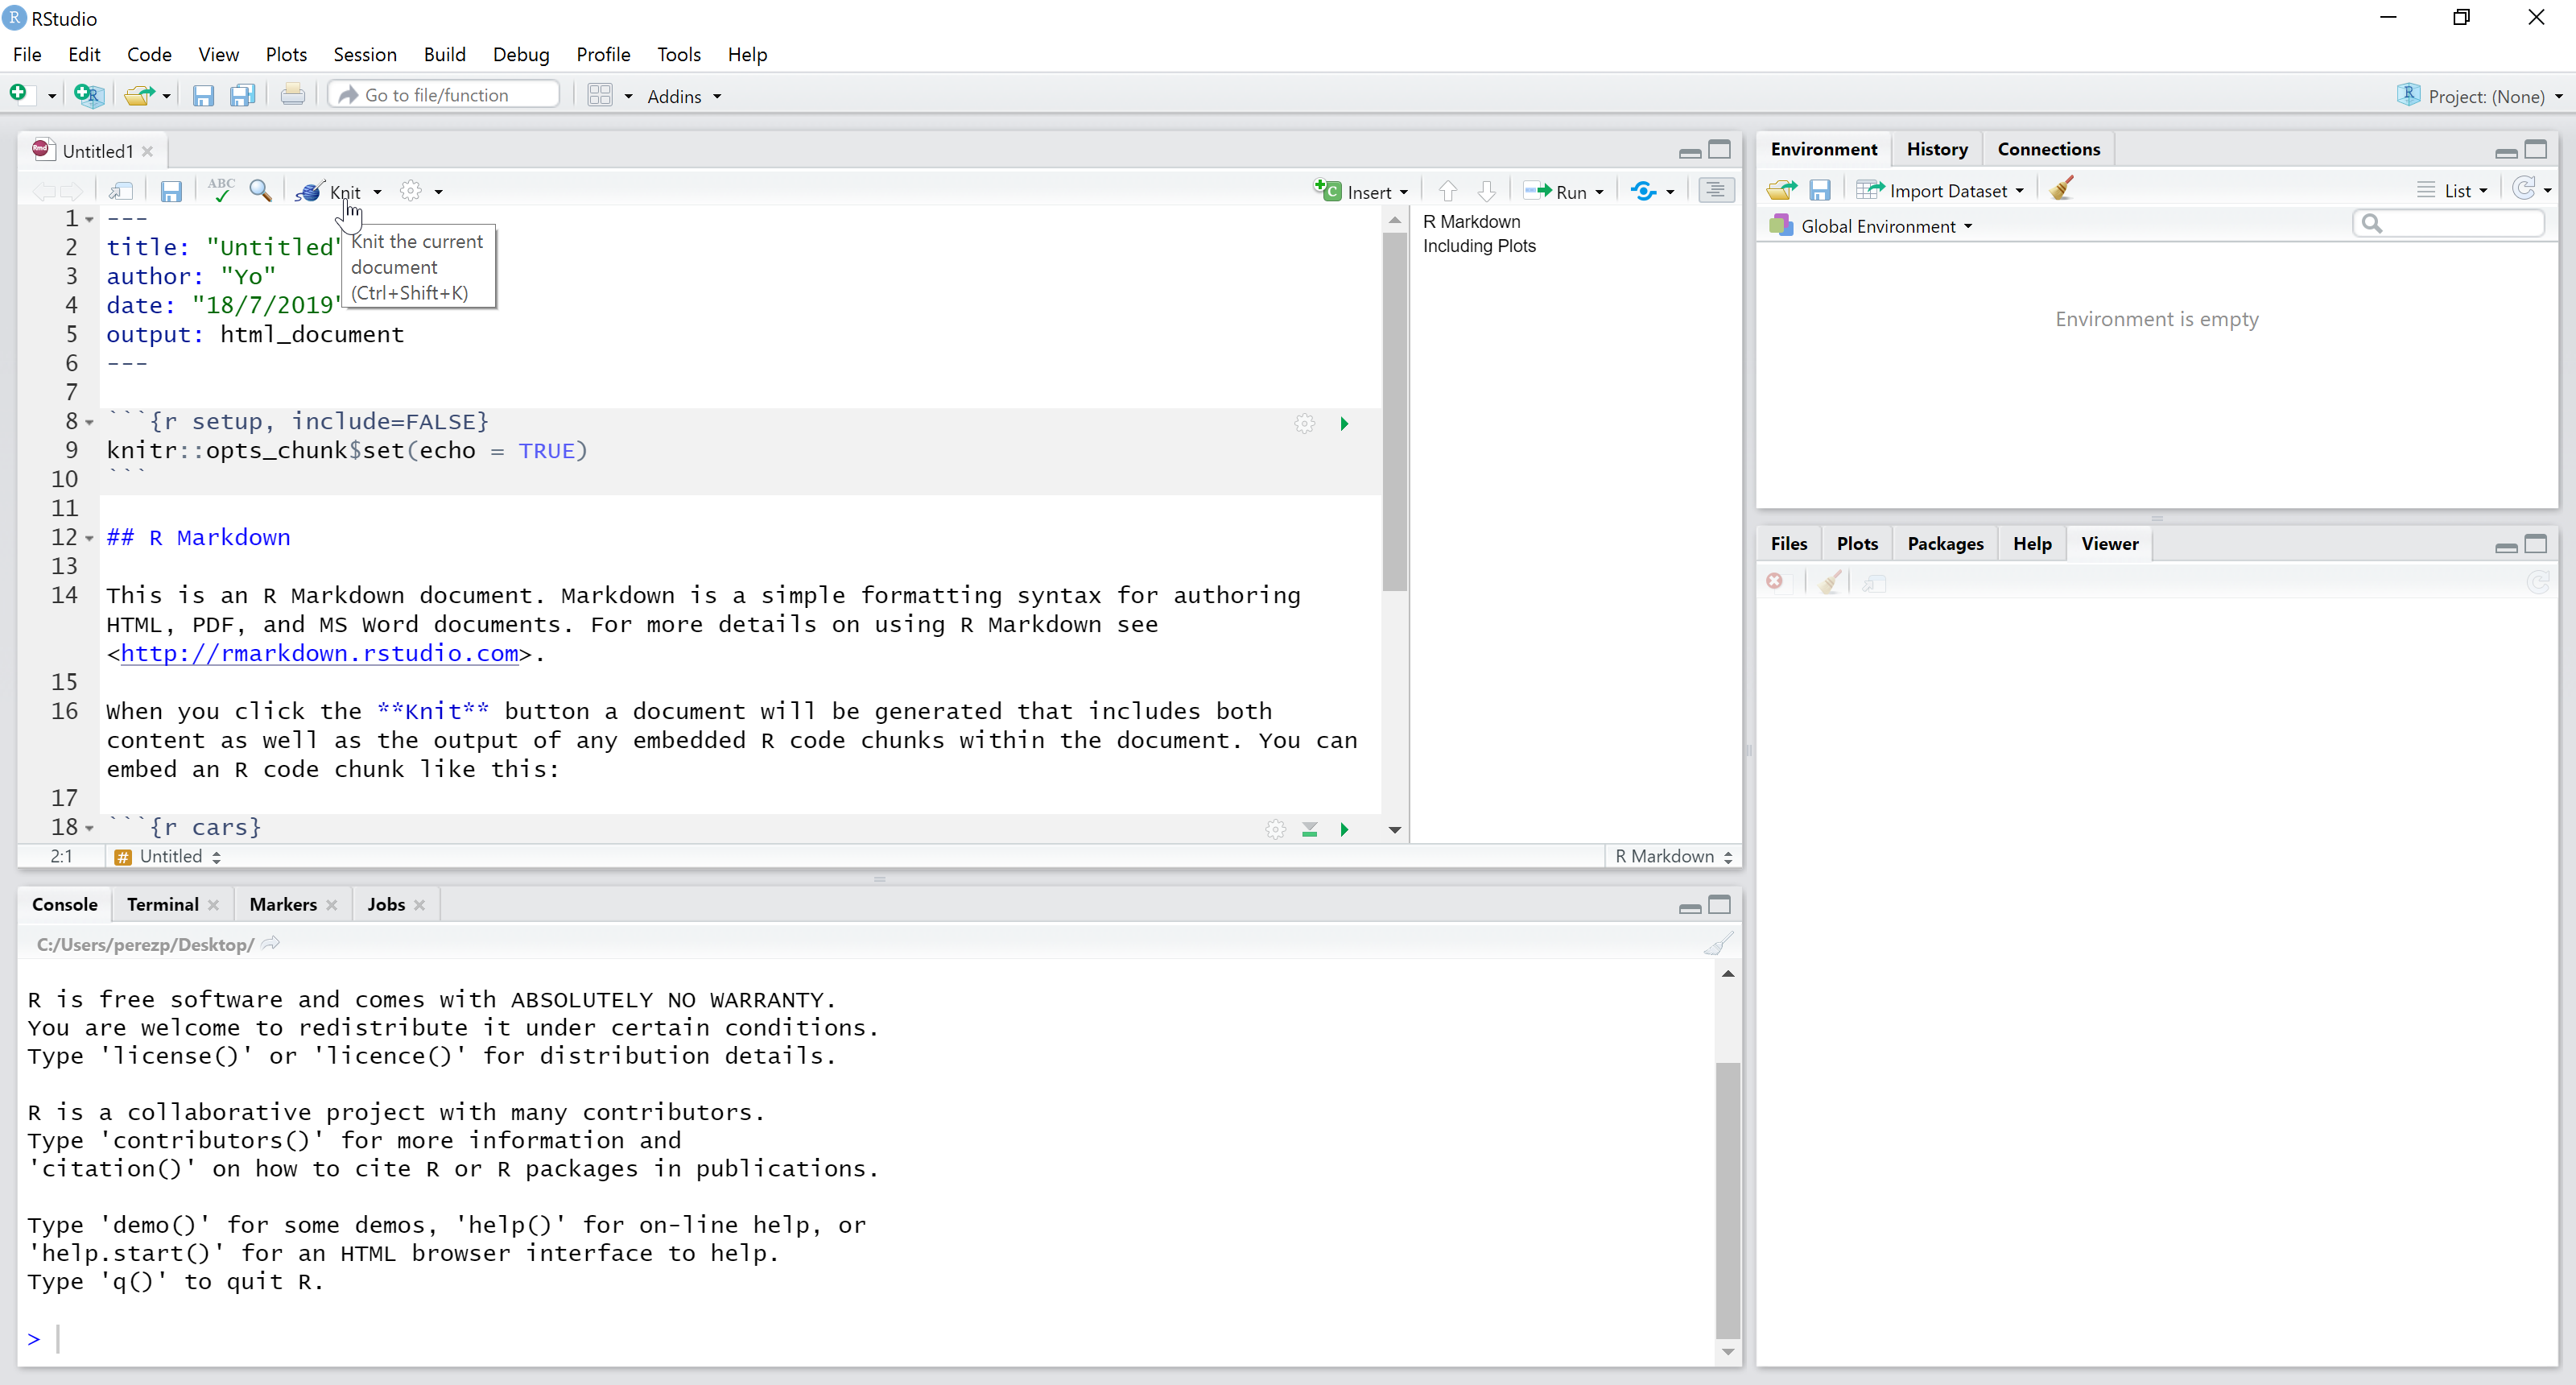 RStudio
File Edit Code View Plots Session Build Debug Profile Tools Help
Go to file/function Addins Project: (None)
Untitled1
ABC Knit Insert Run
1 ---
2 title: "Untitled"
3 author: "Yo"
4 date: "18/7/2019"
5 output: html_document
6 ---
7
8 ```{r setup, include=FALSE}
9 knitr::opts_chunk$set(echo = TRUE)
10 ```
11
12 ## R Markdown
13
14 This is an R Markdown document. Markdown is a simple formatting syntax for authoring
HTML, PDF, and MS Word documents. For more details on using R Markdown see
<http://rmarkdown.rstudio.com>.
15
16 When you click the **Knit** button a document will be generated that includes both
content as well as the output of any embedded R code chunks within the document. You can
embed an R code chunk like this:
17
18 ```{r cars}
Knit the current
document
(Ctrl+Shift+K)
R Markdown
Including Plots
2:1 # Untitled R Markdown
Console Terminal Markers Jobs
C:/Users/perezp/Desktop/
R is free software and comes with ABSOLUTELY NO WARRANTY.
You are welcome to redistribute it under certain conditions.
Type 'license()' or 'licence()' for distribution details.
R is a collaborative project with many contributors.
Type 'contributors()' for more information and
'citation()' on how to cite R or R packages in publications.
Type 'demo()' for some demos, 'help()' for on-line help, or
'help.start()' for an HTML browser interface to help.
Type 'q()' to quit R.
>
Environment History Connections
Import Dataset List
Global Environment
Environment is empty
Files Plots Packages Help Viewer